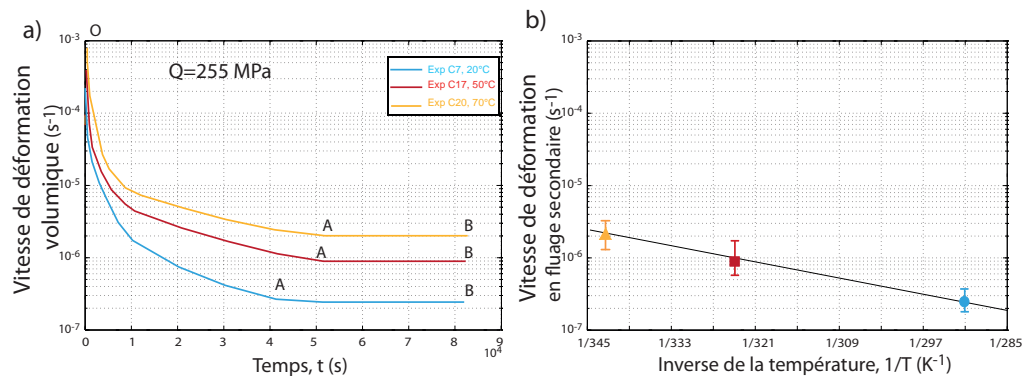 a)
O
10-3
10-4
10-5
10-6
10-7
Vitesse de déformation
volumique (s-1)
Q=255 MPa
Exp C7, 20°C
Exp C17, 50°C
Exp C20, 70°C
A
B
A
B
A
B
0
1
2
3
4
5
6
7
8
9
10 4
Temps, t (s)
b)
10-3
10-4
10-5
10-6
10-7
Vitesse de déformation
en fluage secondaire (s-1)
1/345
1/333
1/321
1/309
1/297
1/285
Inverse de la température, 1/T (K-1)